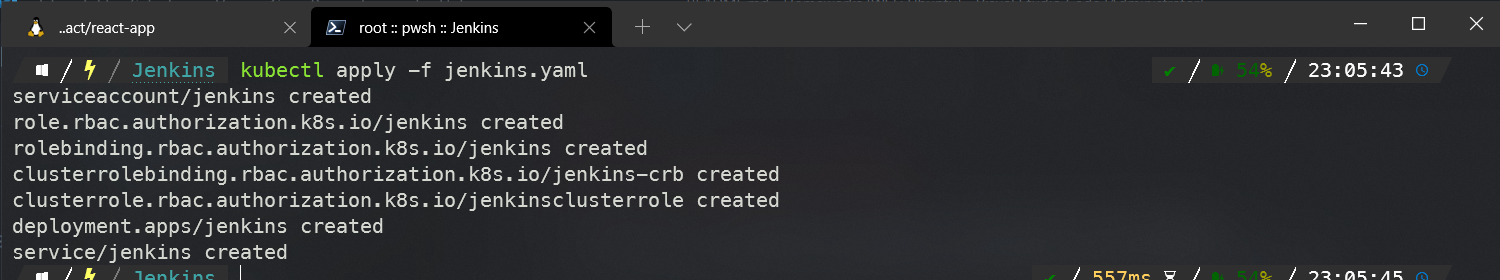 ..act/react-app
root :: pwsh :: Jenkins
Jenkins kubectl apply -f jenkins.yaml 54% 23:05:43
serviceaccount/jenkins created
role.rbac.authorization.k8s.io/jenkins created
rolebinding.rbac.authorization.k8s.io/jenkins created
clusterrolebinding.rbac.authorization.k8s.io/jenkins-crb created
clusterrole.rbac.authorization.k8s.io/jenkinsclusterrole created
deployment.apps/jenkins created
service/jenkins created
Jenkins 557ms 54% 23:05:45